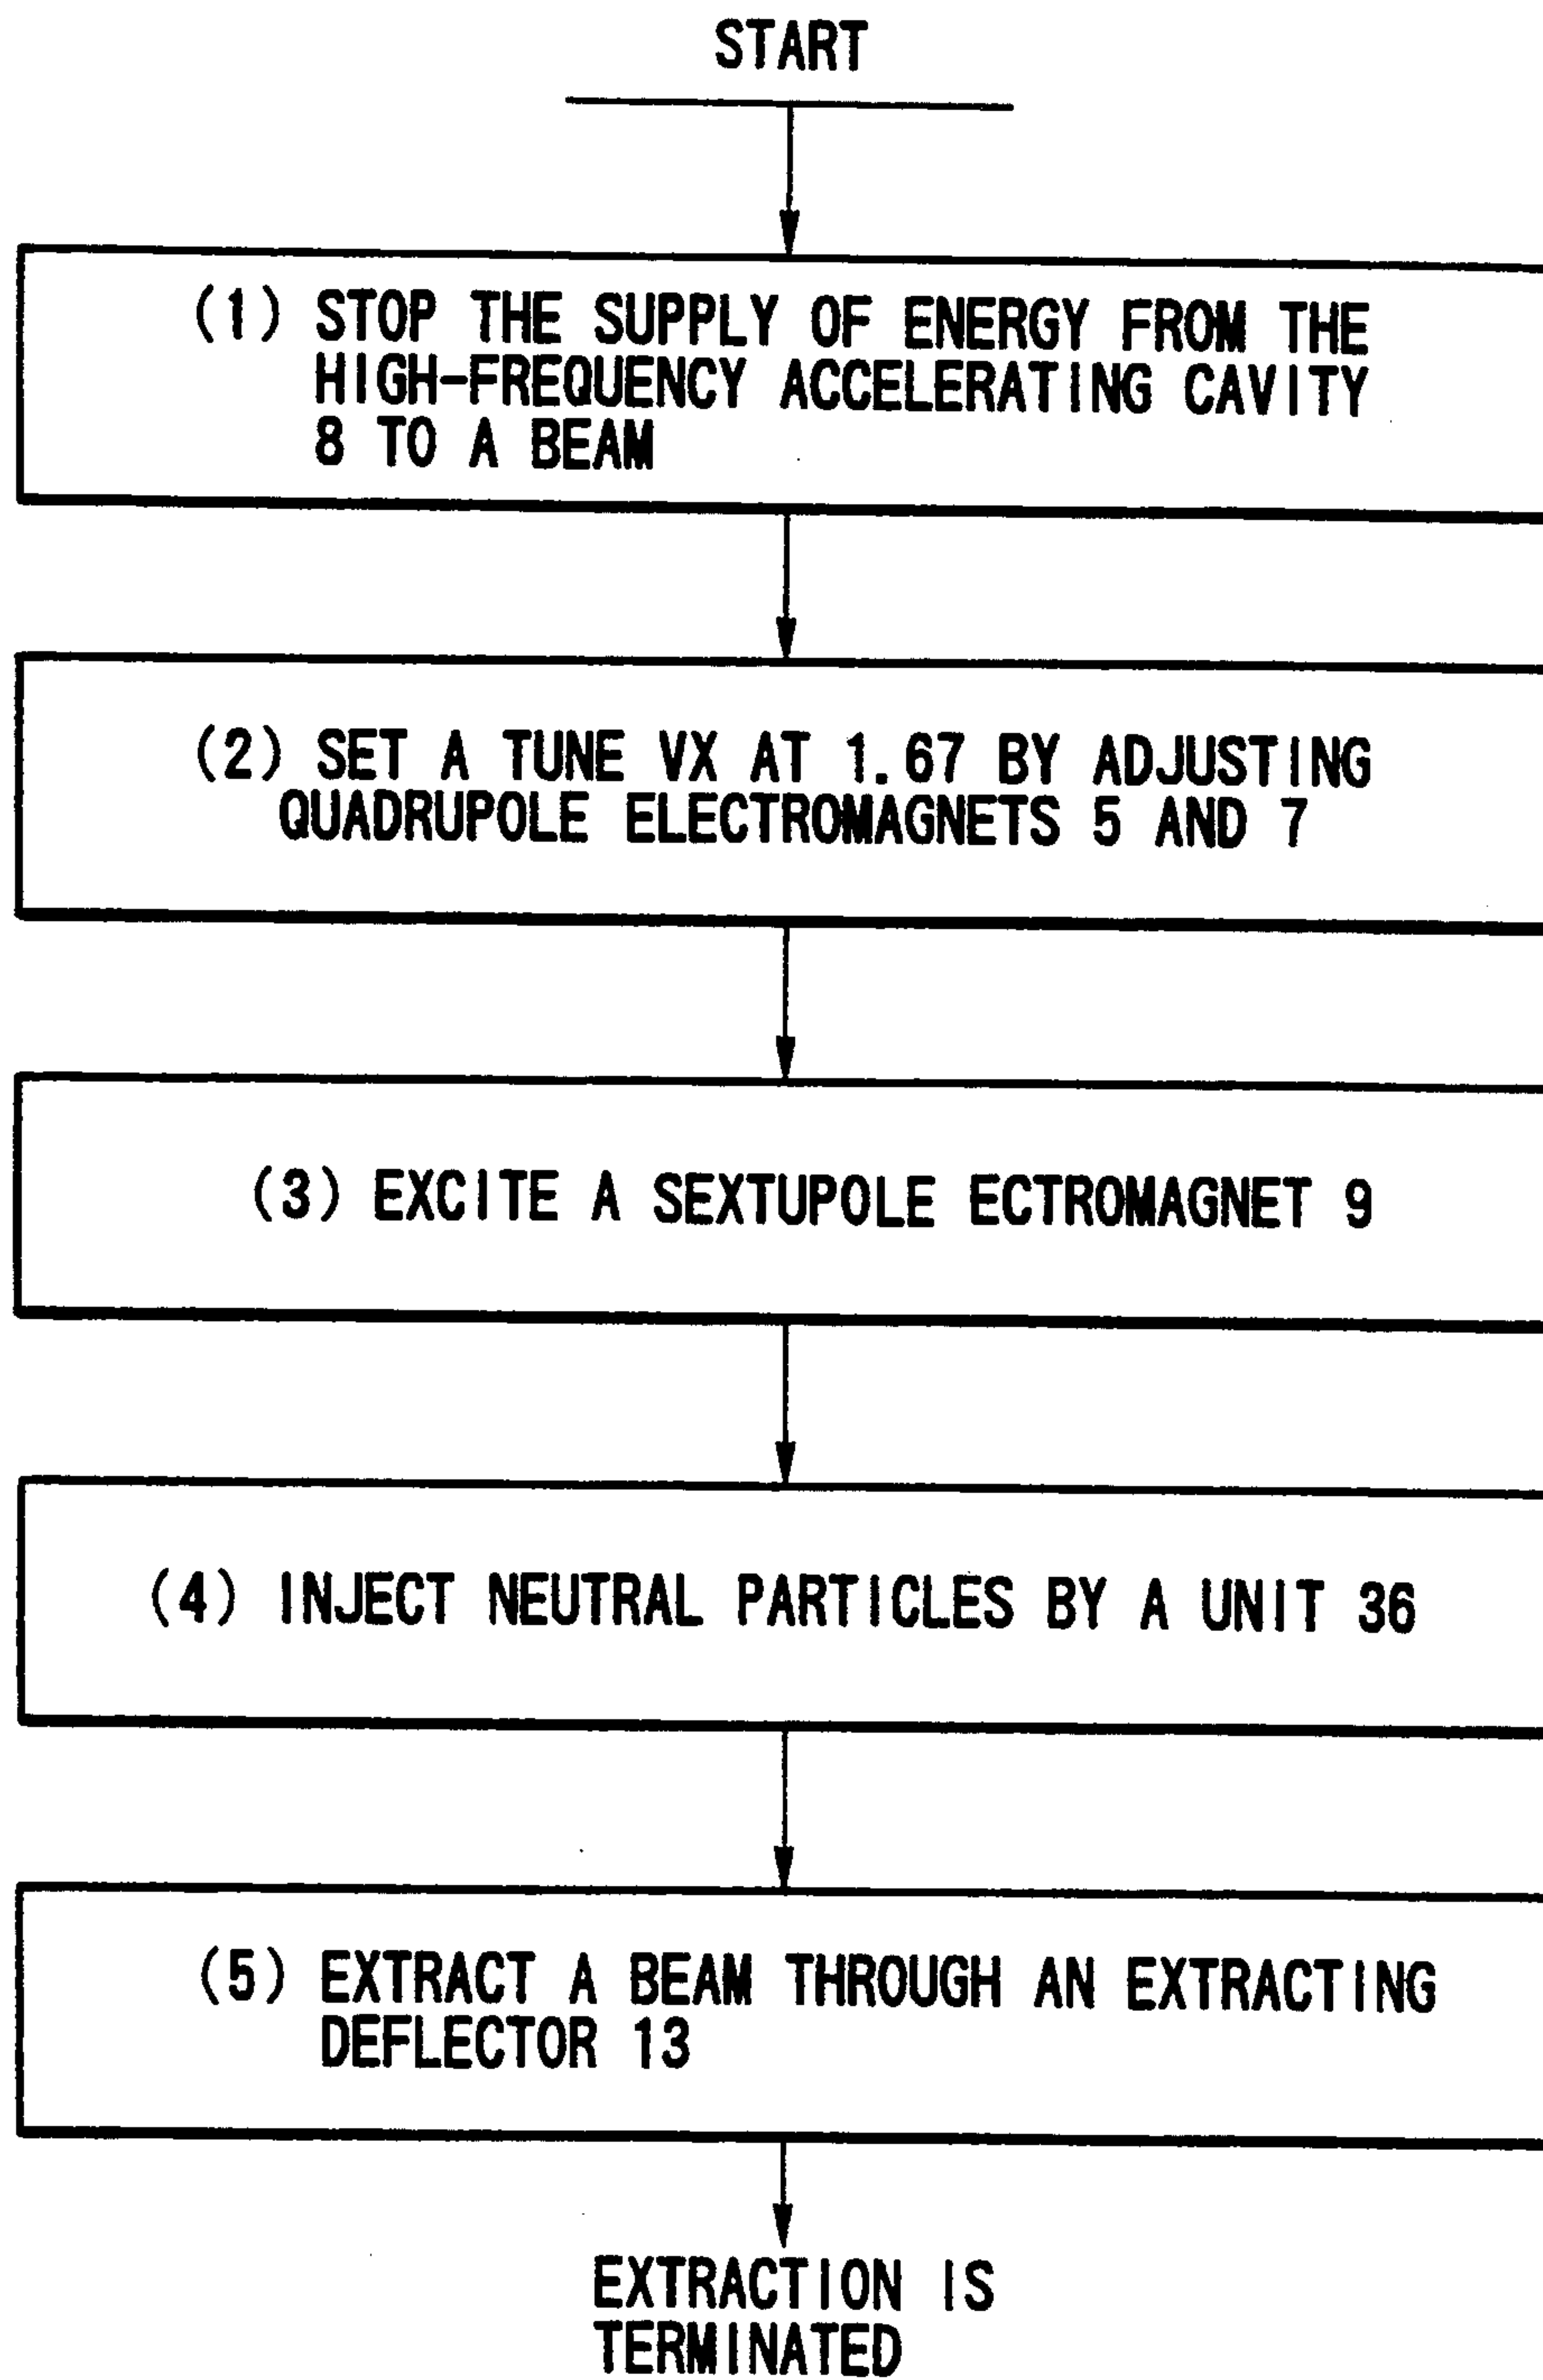 START
(1) STOP THE SUPPLY OF ENERGY FROM THE
HIGH-FREQUENCY ACCELERATING CAVITY
8 TO A BEAM
(2) SET A TUNE VX AT 1.67 BY ADJUSTING
QUADRUPOLE ELECTROMAGNETS 5 AND 7
(3) EXCITE A SEXTUPOLE ECTROMAGNET 9
(4) INJECT NEUTRAL PARTICLES BY A UNIT 36
(5) EXTRACT A BEAM THROUGH AN EXTRACTING
DEFLECTOR 13
EXTRACTION IS
TERMINATED